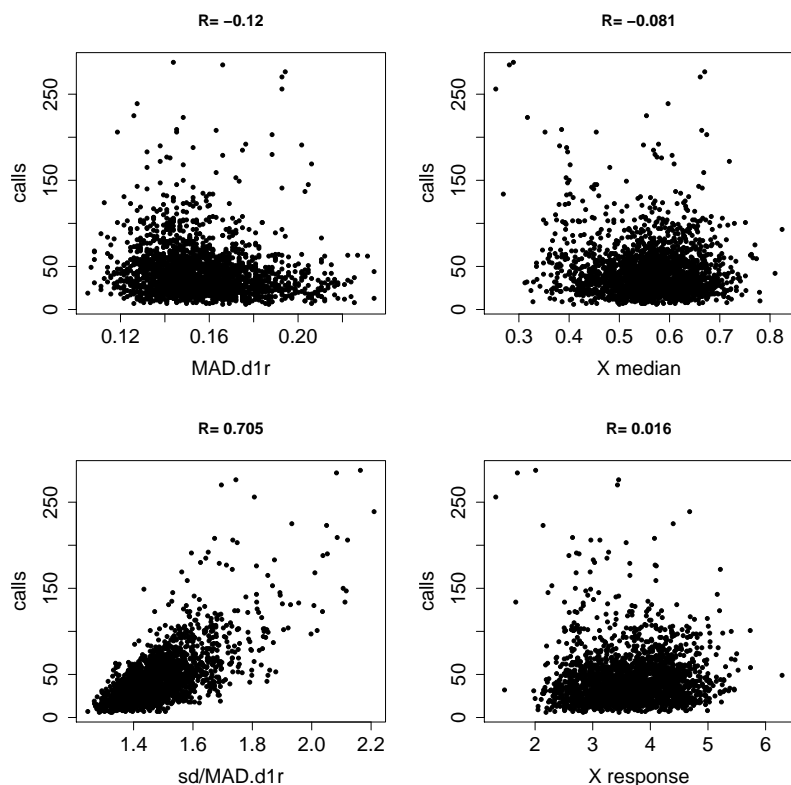 R= −0.12
calls
0 50 150 250
0.12 0.16 0.20
MAD.d1r
R= −0.081
calls
0 50 150 250
0.3 0.4 0.5 0.6 0.7 0.8
X median
R= 0.705
calls
0 50 150 250
1.4 1.6 1.8 2.0 2.2
sd/MAD.d1r
R= 0.016
calls
0 50 150 250
2 3 4 5 6
X response